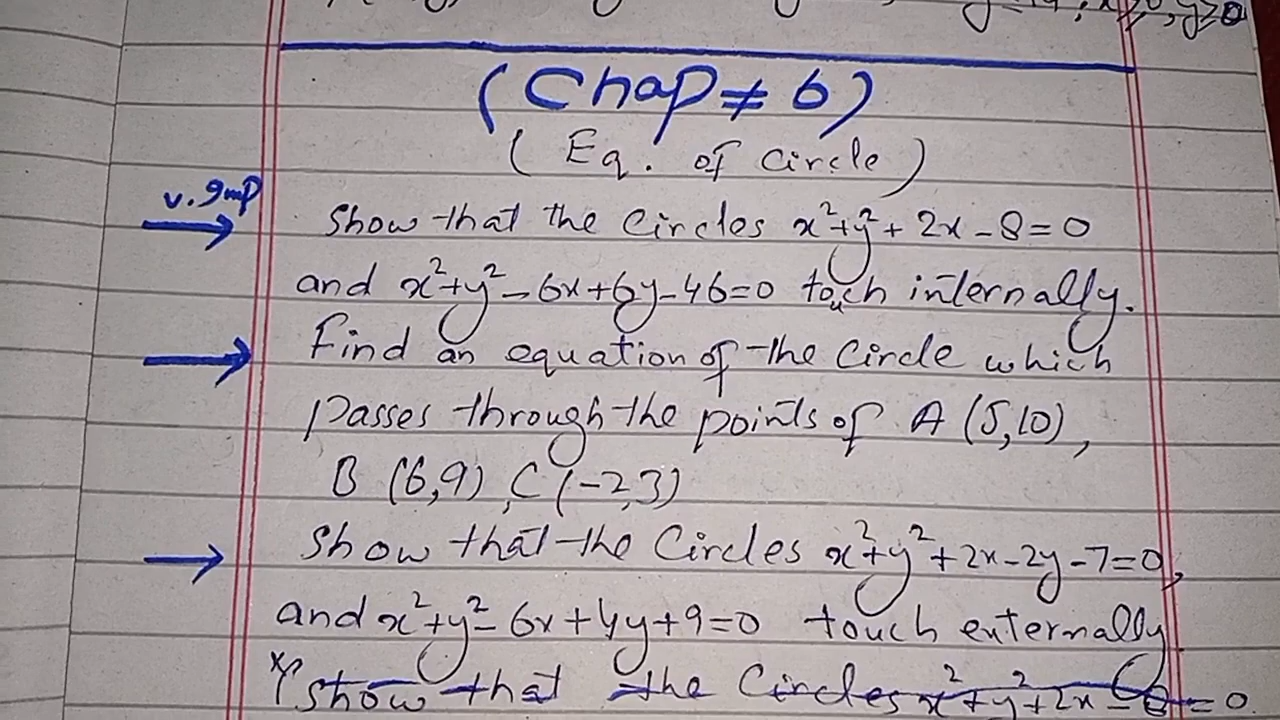 (Chap ≠ 6)
(Eq. of circle)
v. Imp
Show that the Circles x²+y²+2x-8=0
and x²+y²-6x+6y-46=0 touch internally.
Find an equation of the Circle which
passes through the points of A (5,10),
B (6,9), C(-2,3)
Show that the Circles x²+y²+2x-2y-7=0,
and x²+y²-6x+4y+9=0 touch externally
show that the Circles x²+y²+2x-8=0